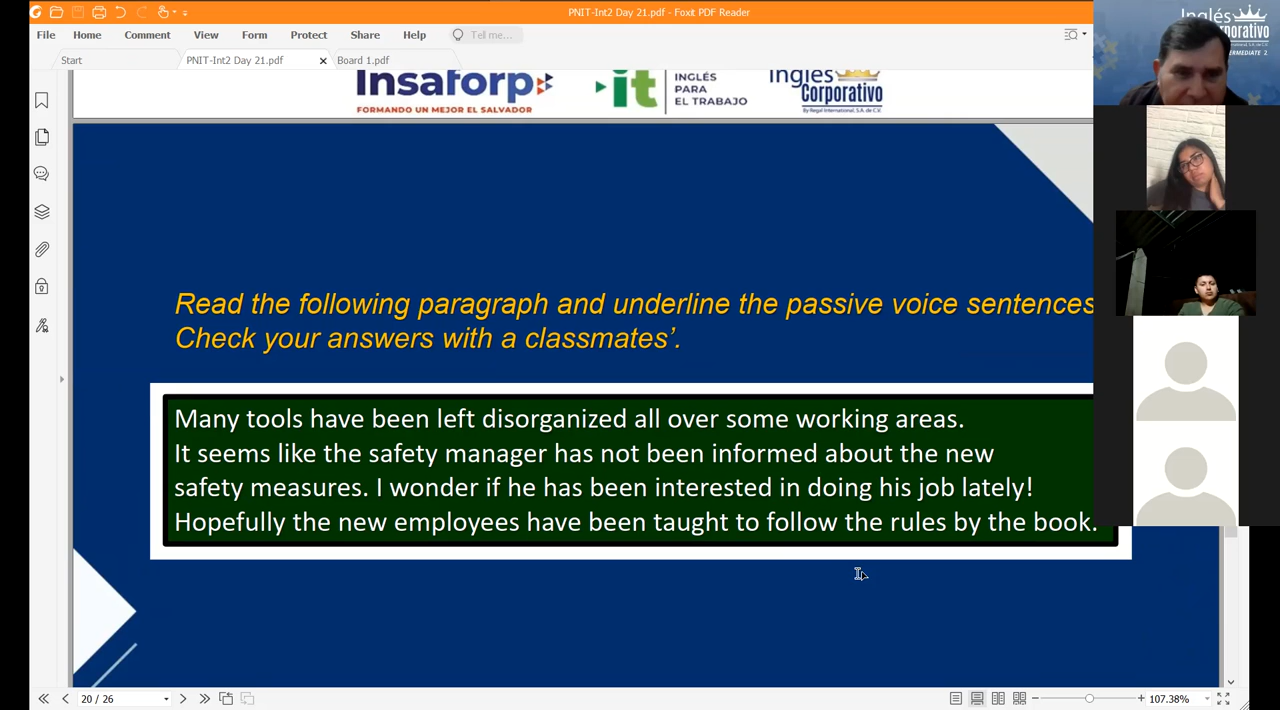 PNIT-Int2 Day 21.pdf - Foxit PDF Reader
File Home Comment View Form Protect Share Help Tell me...
Start PNIT-Int2 Day 21.pdf Board 1.pdf
Insaforp
FORMANDO UN MEJOR EL SALVADOR
it
INGLÉS
PARA
EL TRABAJO
Inglés
Corporativo
By Regal International, S.A. de C.V.
Read the following paragraph and underline the passive voice sentences
Check your answers with a classmates’.
Many tools have been left disorganized all over some working areas.
It seems like the safety manager has not been informed about the new
safety measures. I wonder if he has been interested in doing his job lately!
Hopefully the new employees have been taught to follow the rules by the book.
20 / 26
107.38%
Inglés